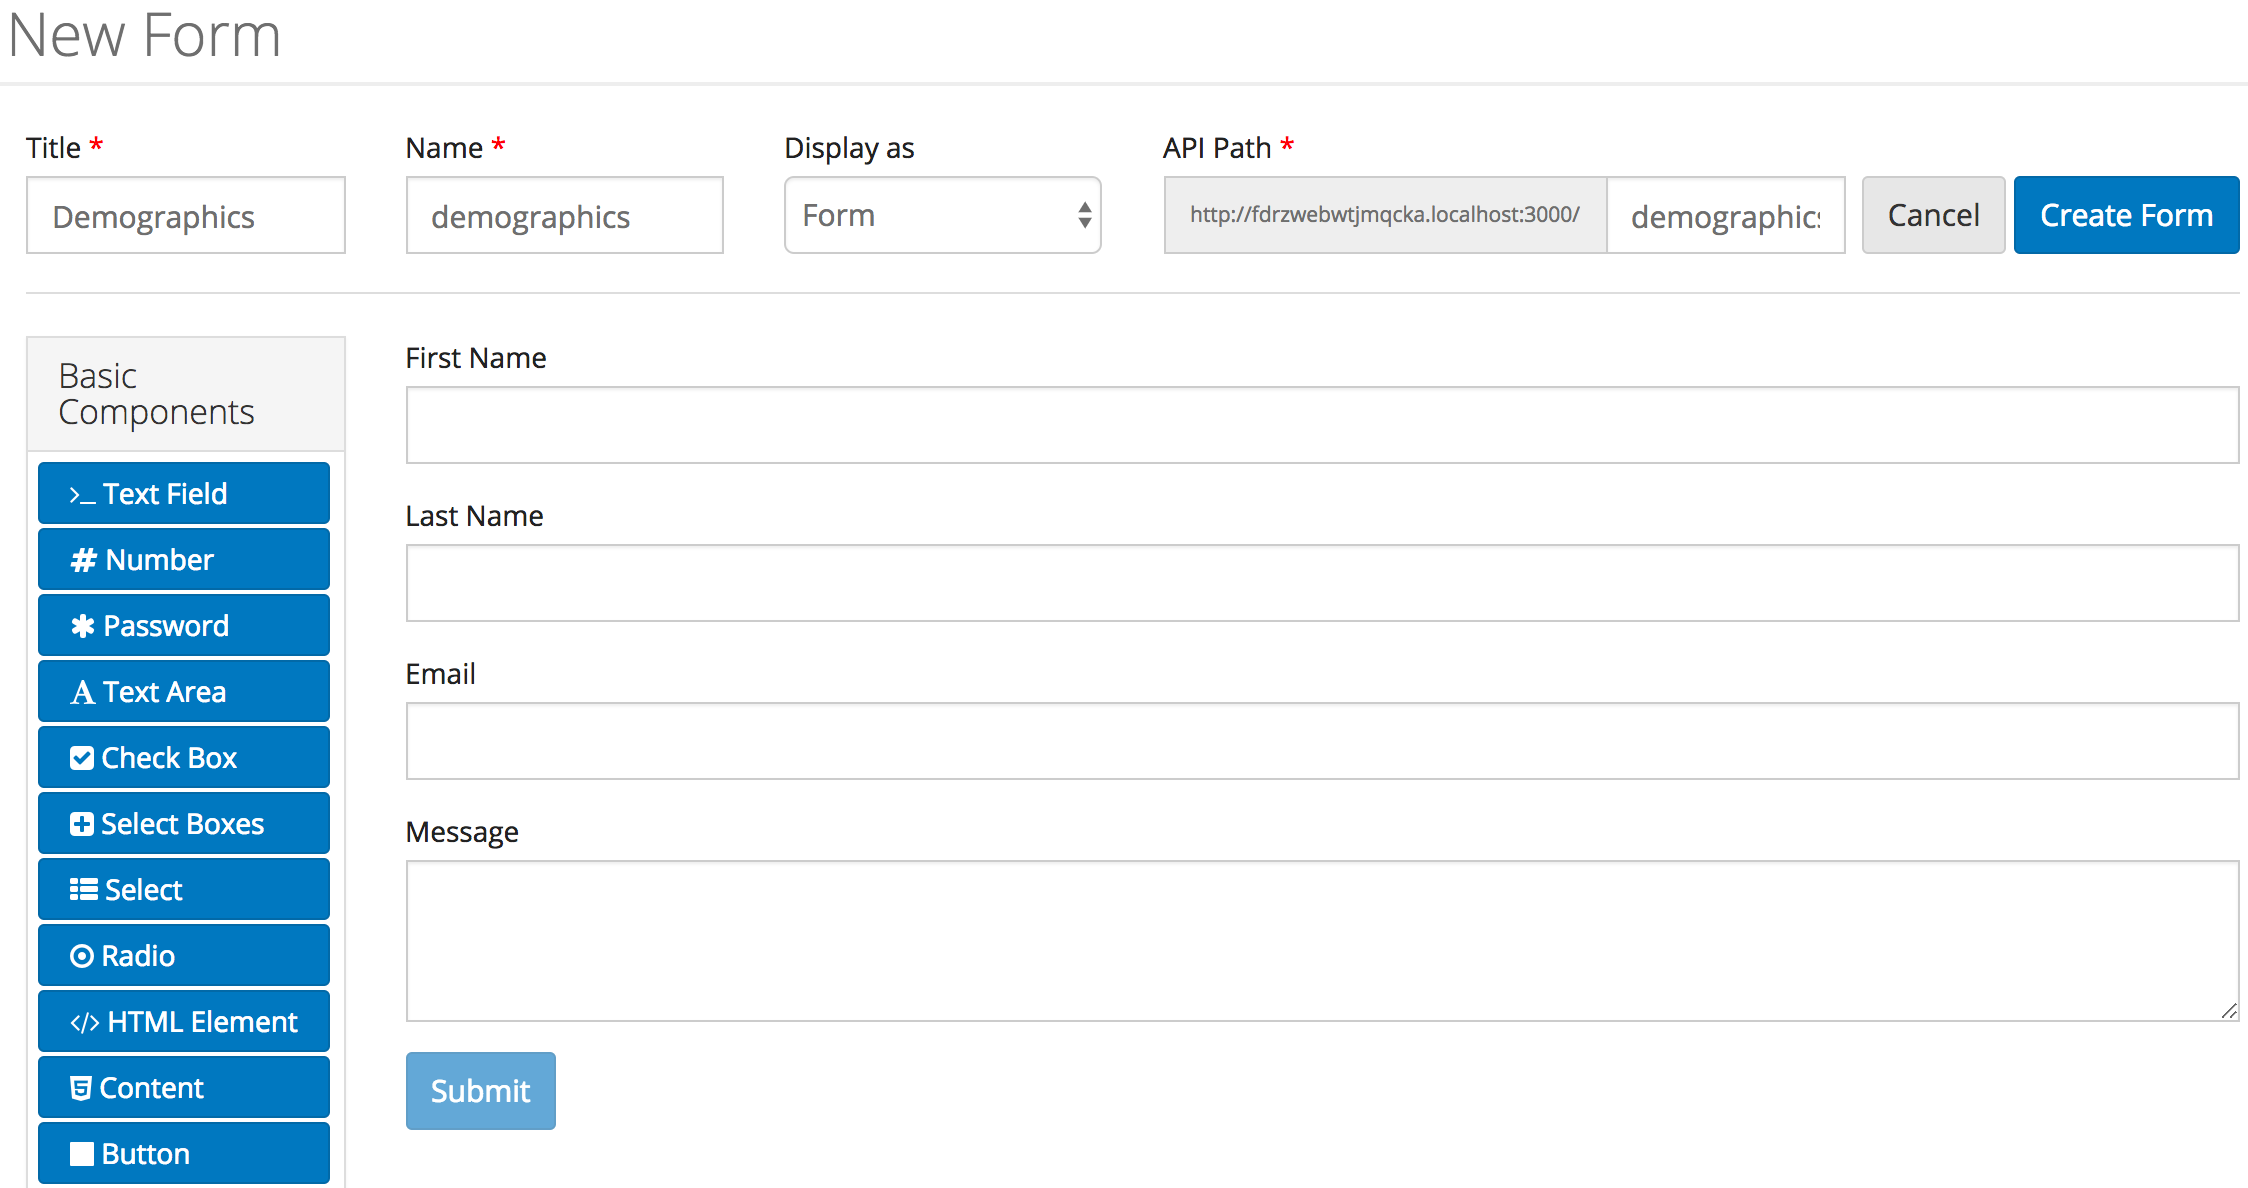 New Form
Title *
Name *
Display as
API Path *
Demographics
demographics
Form
http://fdrzwebwtjmqcka.localhost:3000/
demographics
Cancel
Create Form
Basic
Components
>_ Text Field
# Number
✱ Password
A Text Area
Check Box
Select Boxes
Select
Radio
</> HTML Element
Content
Button
First Name
Last Name
Email
Message
Submit